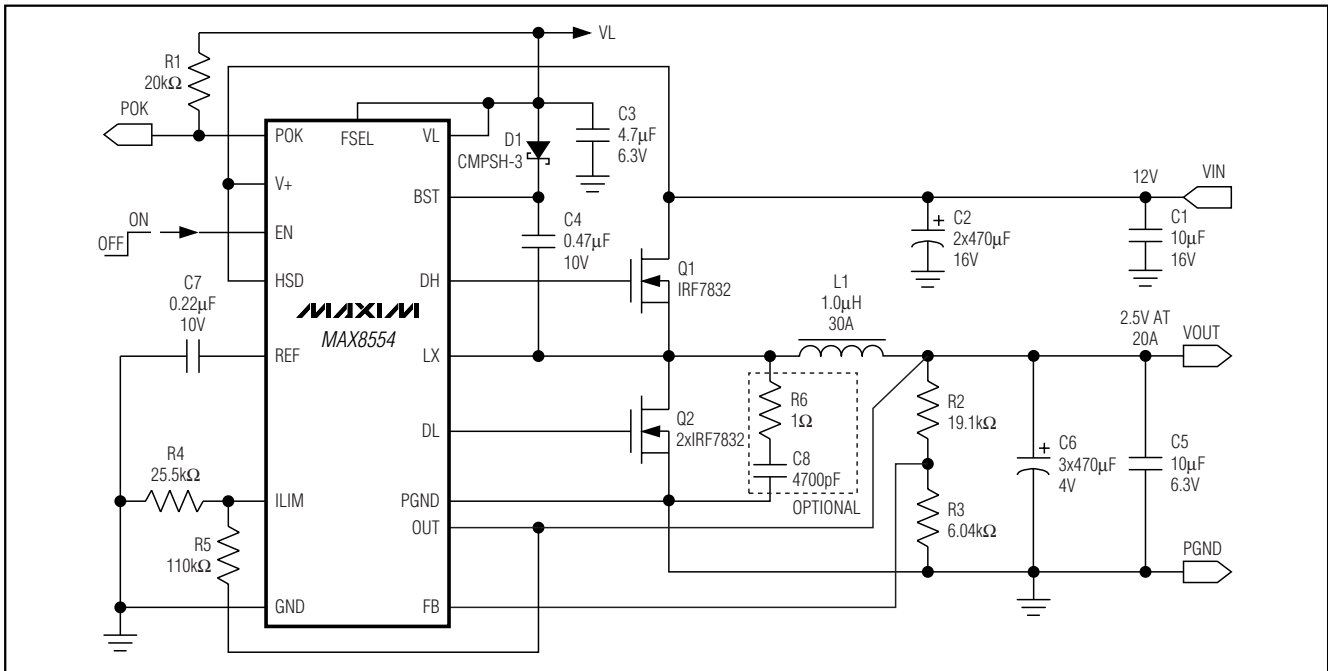 VL
R1
20kΩ
POK
POK
FSEL
VL
C3
4.7μF
6.3V
D1
CMPSH-3
V+
BST
12V
VIN
ON
OFF
EN
C4
0.47μF
10V
C2
2x470μF
16V
C1
10μF
16V
HSD
DH
Q1
IRF7832
C7
0.22μF
10V
MAXIM
MAX8554
L1
1.0μH
30A
2.5V AT
20A
VOUT
REF
LX
R6
1Ω
R2
19.1kΩ
DL
Q2
2xIRF7832
C8
4700pF
OPTIONAL
C6
3x470μF
4V
C5
10μF
6.3V
R4
25.5kΩ
ILIM
PGND
OUT
R3
6.04kΩ
R5
110kΩ
PGND
GND
FB